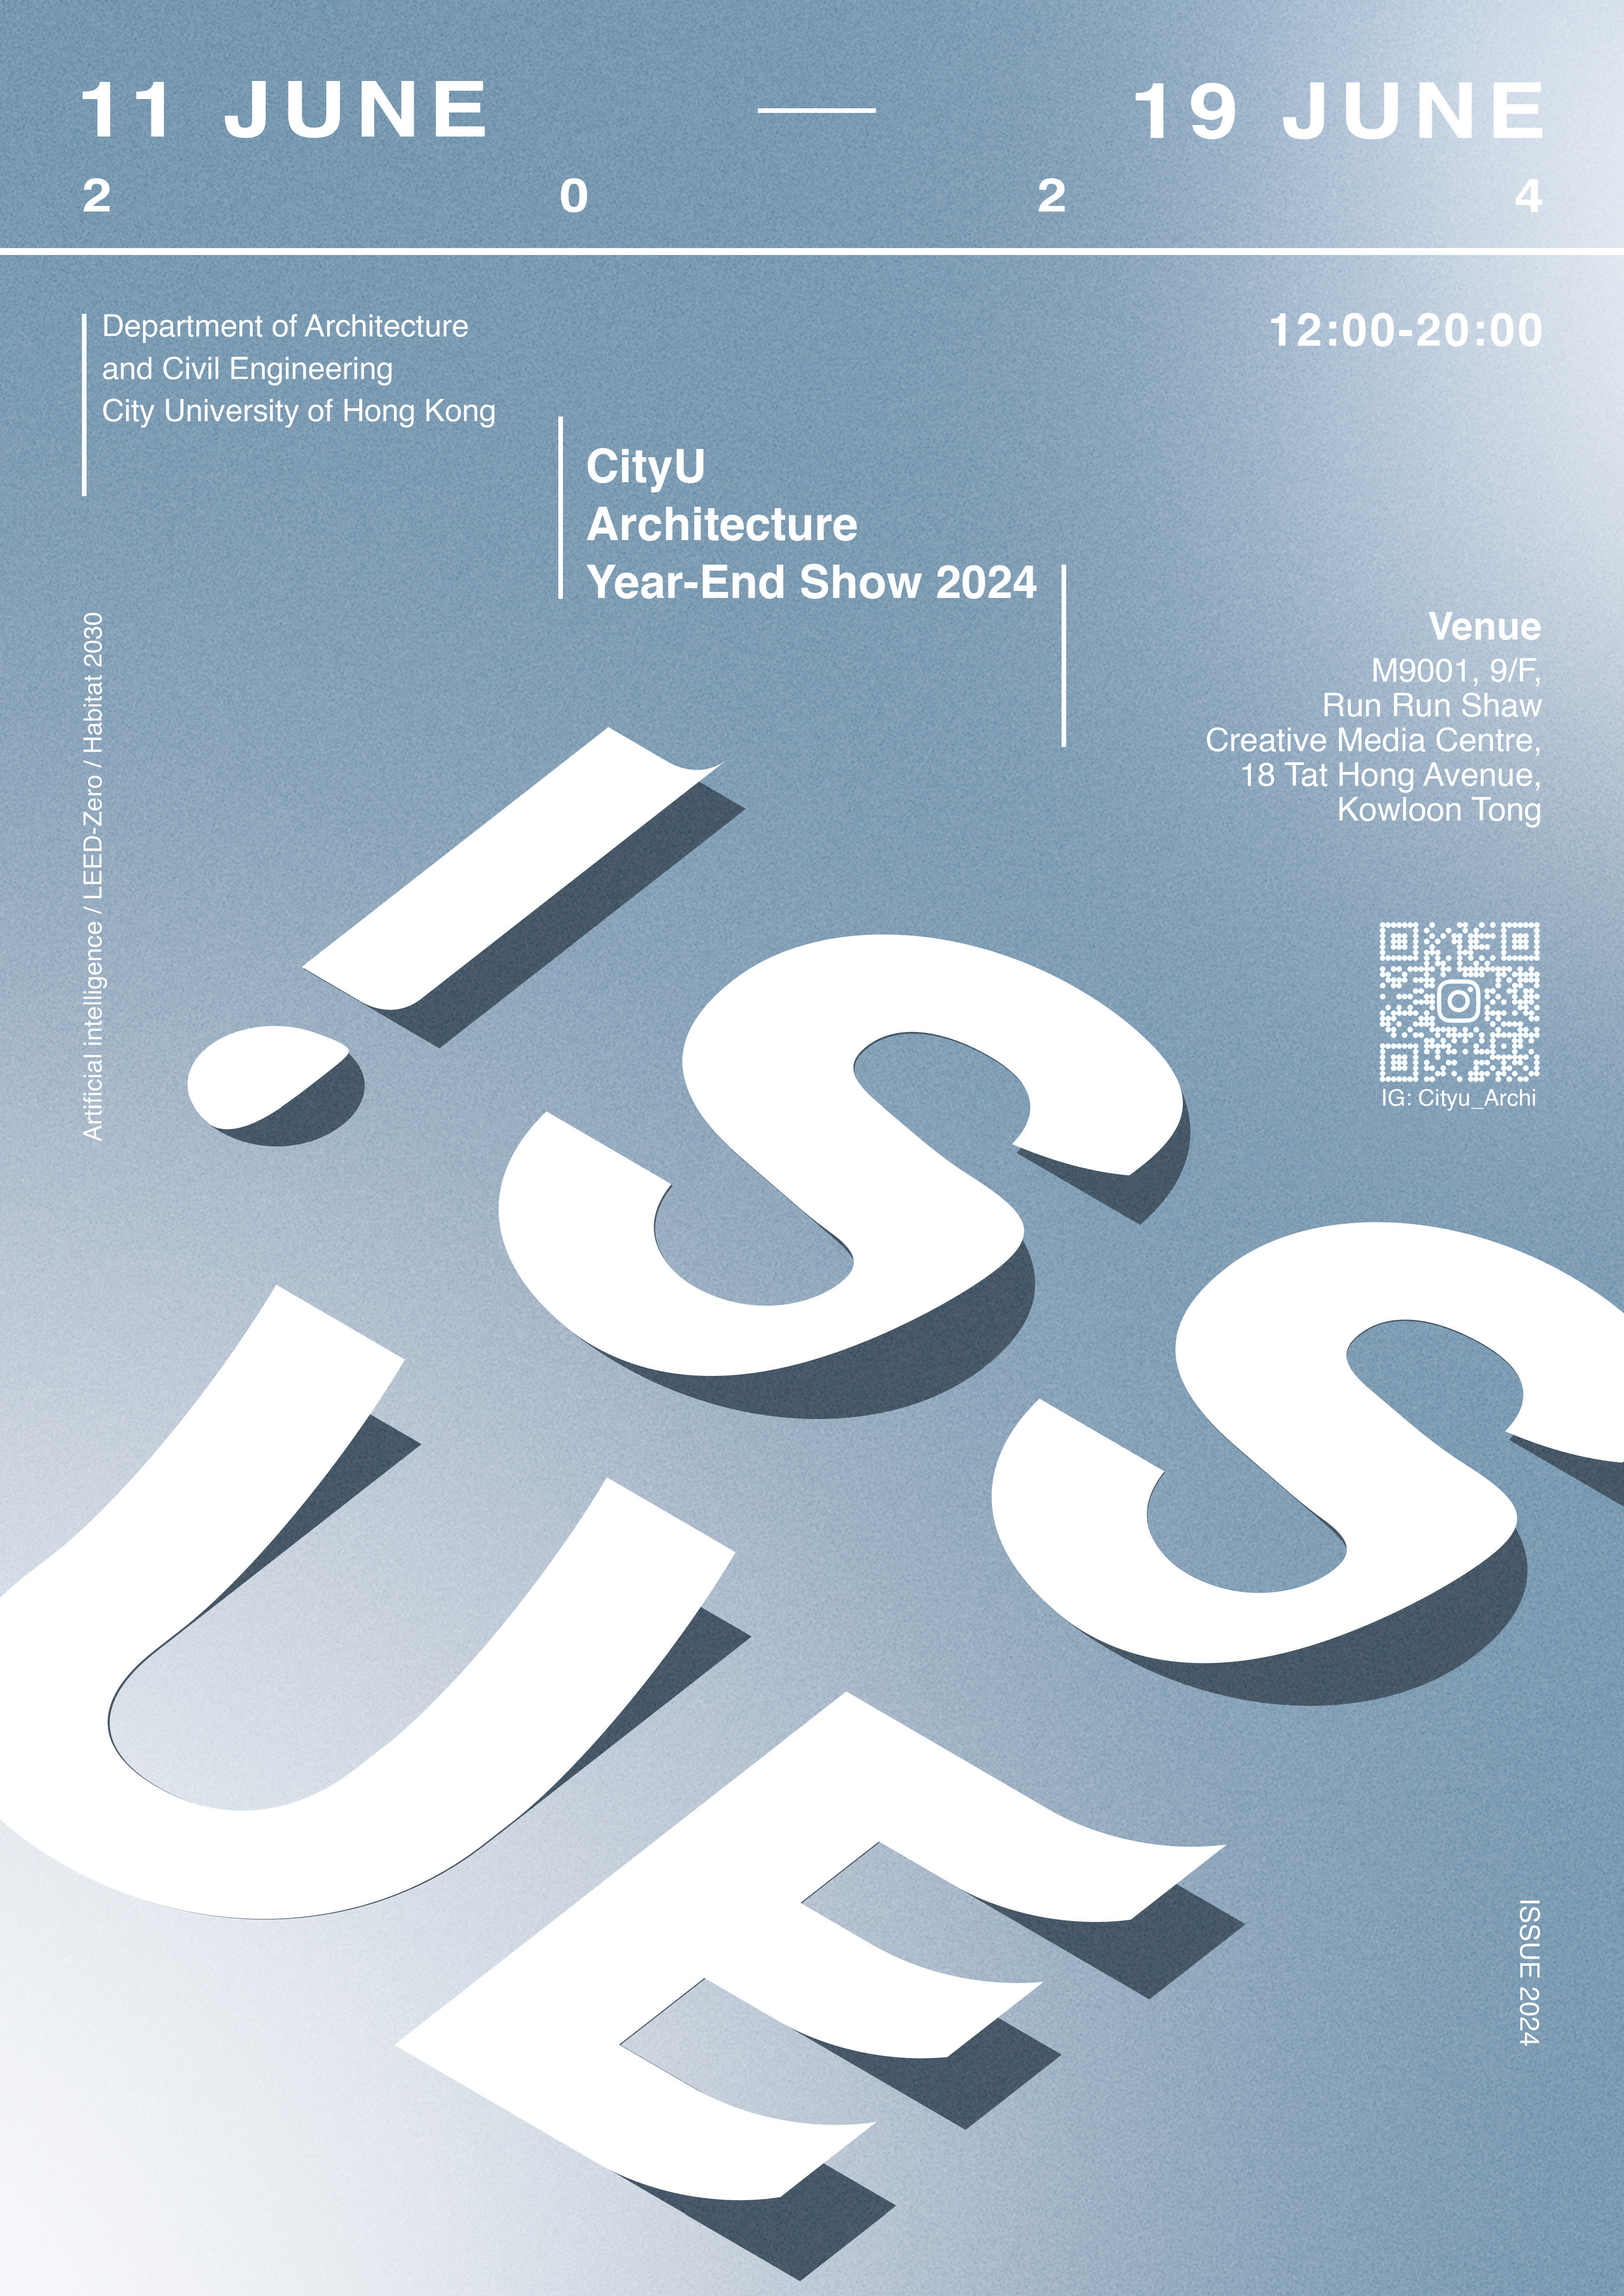 11 JUNE — 19 JUNE
2 0 2 4
Department of Architecture
and Civil Engineering
City University of Hong Kong
12:00-20:00
CityU
Architecture
Year-End Show 2024
Venue
M9001, 9/F,
Run Run Shaw
Creative Media Centre,
18 Tat Hong Avenue,
Kowloon Tong
Artificial intelligence / LEED-Zero / Habitat 2030
IG: Cityu_Archi
!SS
UE
ISSUE 2024